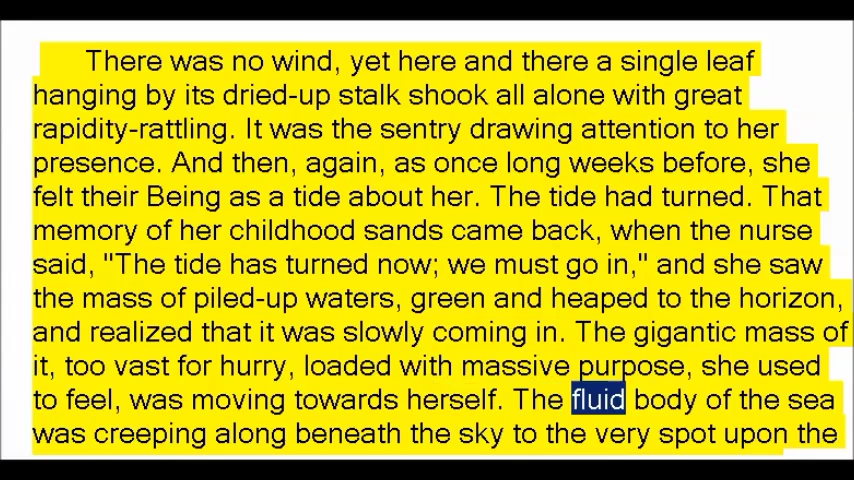 There was no wind, yet here and there a single leaf
hanging by its dried-up stalk shook all alone with great
rapidity-rattling. It was the sentry drawing attention to her
presence. And then, again, as once long weeks before, she
felt their Being as a tide about her. The tide had turned. That
memory of her childhood sands came back, when the nurse
said, "The tide has turned now; we must go in," and she saw
the mass of piled-up waters, green and heaped to the horizon,
and realized that it was slowly coming in. The gigantic mass of
it, too vast for hurry, loaded with massive purpose, she used
to feel, was moving towards herself. The fluid body of the sea
was creeping along beneath the sky to the very spot upon the